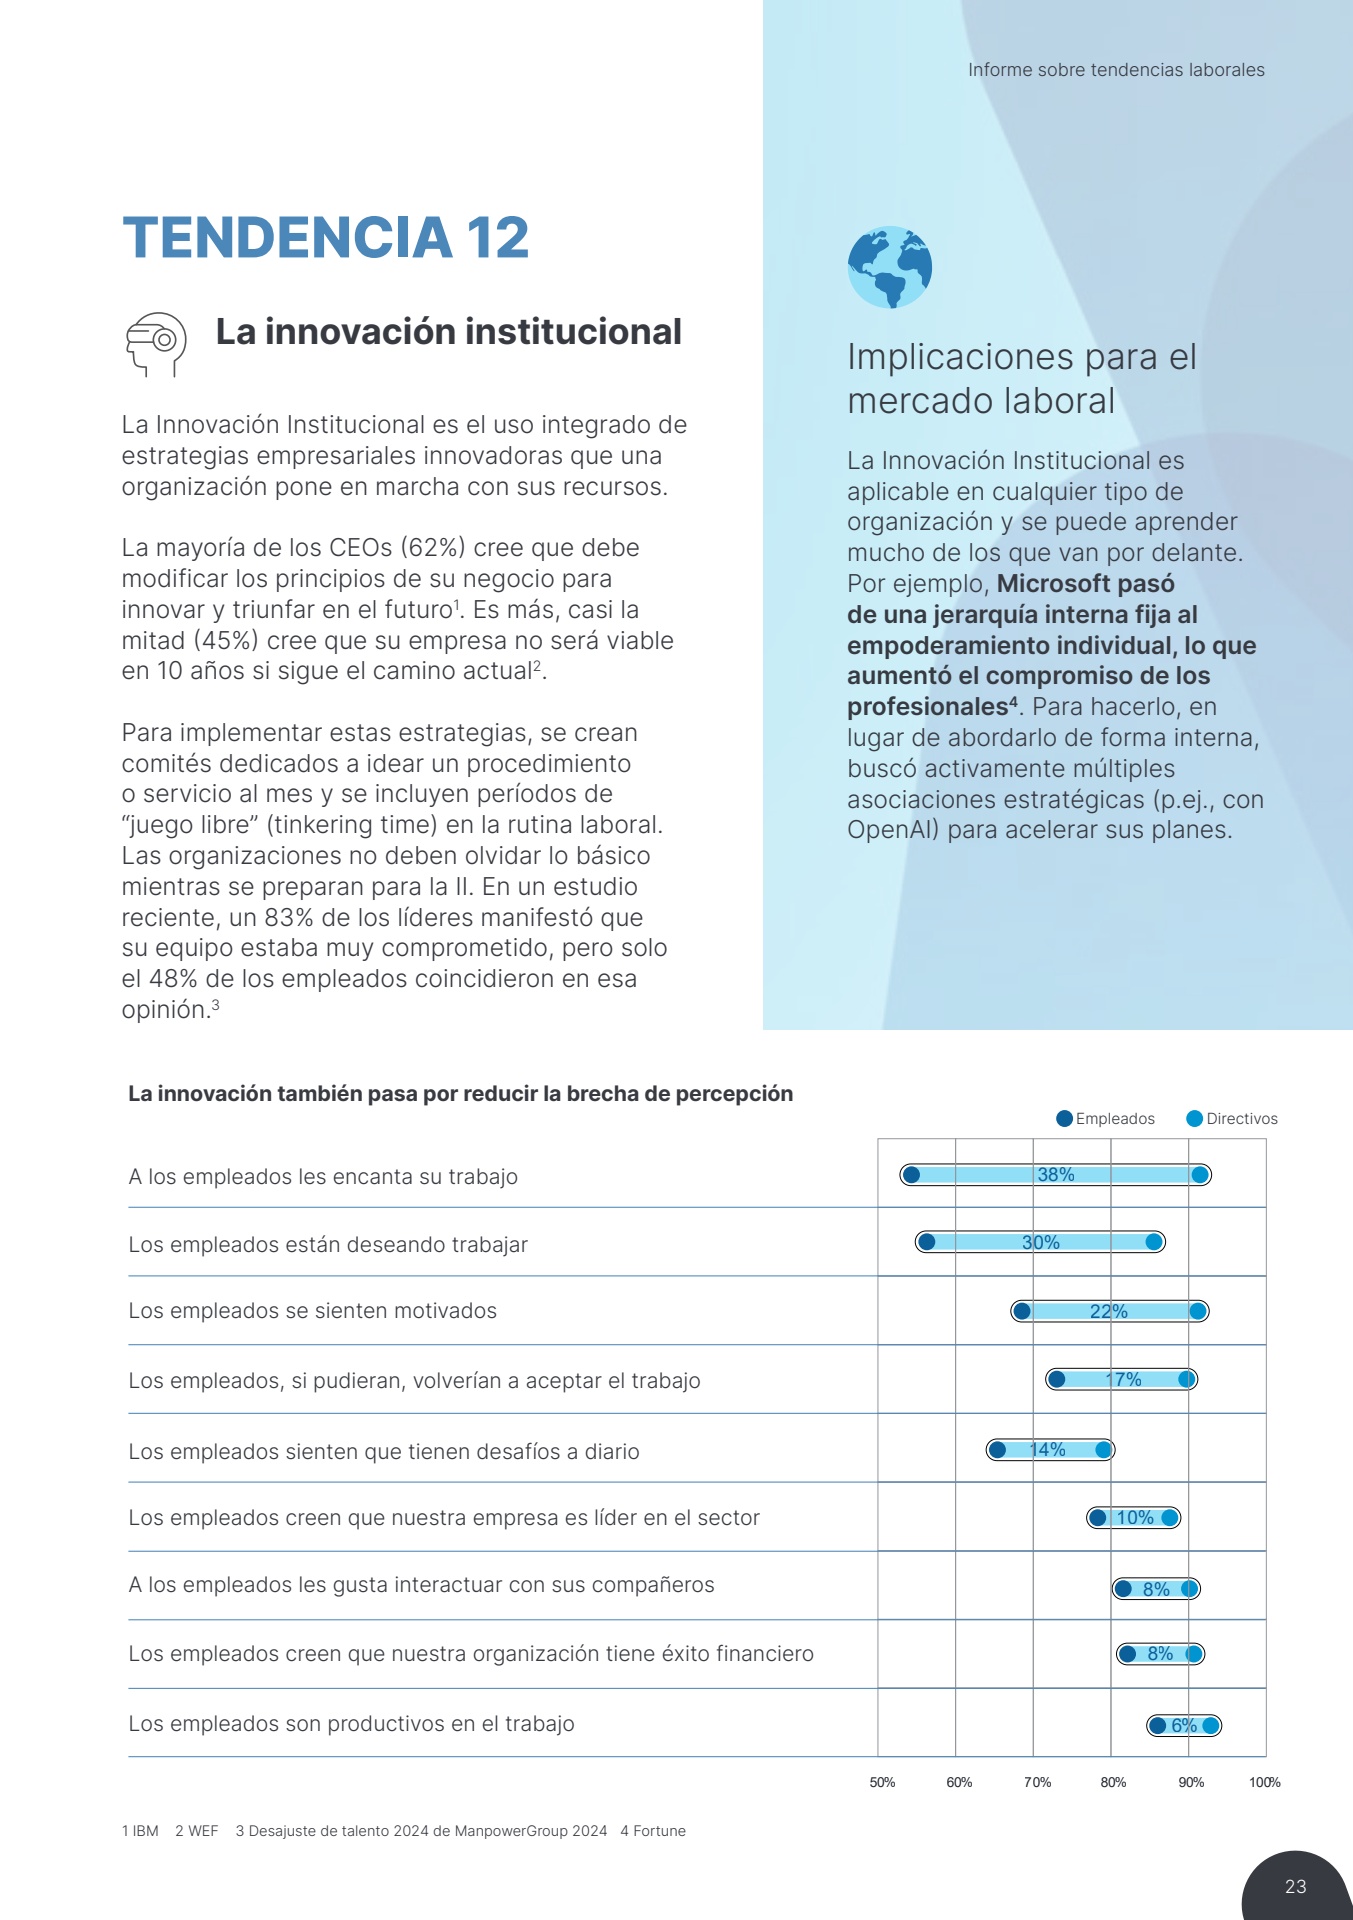 Informe sobre tendencias laborales
TENDENCIA 12
La innovación institucional
La Innovación Institucional es el uso integrado de
estrategias empresariales innovadoras que una
organización pone en marcha con sus recursos.
La mayoría de los CEOs (62%) cree que debe
modificar los principios de su negocio para
innovar y triunfar en el futuro¹. Es más, casi la
mitad (45%) cree que su empresa no será viable
en 10 años si sigue el camino actual².
Para implementar estas estrategias, se crean
comités dedicados a idear un procedimiento
o servicio al mes y se incluyen períodos de
“juego libre” (tinkering time) en la rutina laboral.
Las organizaciones no deben olvidar lo básico
mientras se preparan para la II. En un estudio
reciente, un 83% de los líderes manifestó que
su equipo estaba muy comprometido, pero solo
el 48% de los empleados coincidieron en esa
opinión.³
Implicaciones para el
mercado laboral
La Innovación Institucional es
aplicable en cualquier tipo de
organización y se puede aprender
mucho de los que van por delante.
Por ejemplo, Microsoft pasó
de una jerarquía interna fija al
empoderamiento individual, lo que
aumentó el compromiso de los
profesionales⁴. Para hacerlo, en
lugar de abordarlo de forma interna,
buscó activamente múltiples
asociaciones estratégicas (p.ej., con
OpenAI) para acelerar sus planes.
La innovación también pasa por reducir la brecha de percepción
Empleados Directivos
A los empleados les encanta su trabajo 38%
Los empleados están deseando trabajar 30%
Los empleados se sienten motivados 22%
Los empleados, si pudieran, volverían a aceptar el trabajo 17%
Los empleados sienten que tienen desafíos a diario 14%
Los empleados creen que nuestra empresa es líder en el sector 10%
A los empleados les gusta interactuar con sus compañeros 8%
Los empleados creen que nuestra organización tiene éxito financiero 8%
Los empleados son productivos en el trabajo 6%
50% 60% 70% 80% 90% 100%
1 IBM 2 WEF 3 Desajuste de talento 2024 de ManpowerGroup 2024 4 Fortune
23